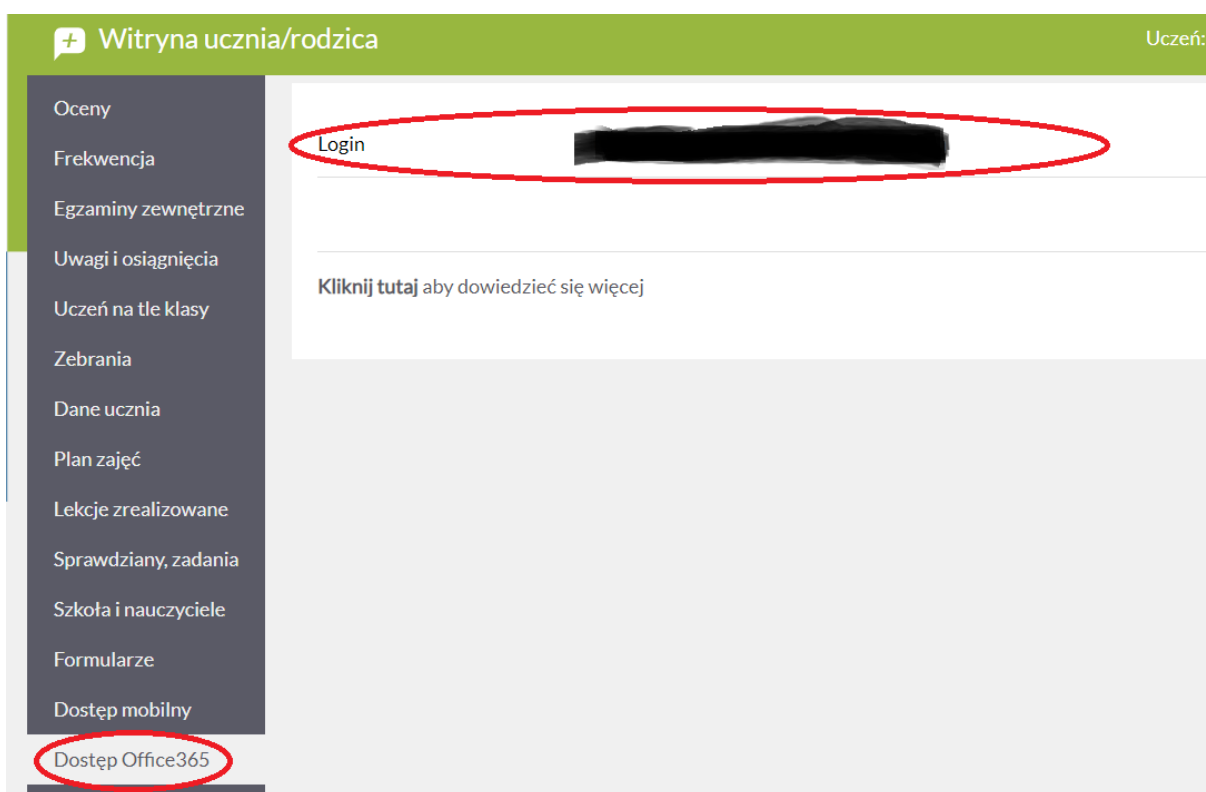 Witryna ucznia/rodzica
Uczeń:
Oceny
Frekwencja
Egzaminy zewnętrzne
Uwagi i osiągnięcia
Uczeń na tle klasy
Zebrania
Dane ucznia
Plan zajęć
Lekcje zrealizowane
Sprawdziany, zadania
Szkoła i nauczyciele
Formularze
Dostęp mobilny
Dostęp Office365
Login
Kliknij tutaj aby dowiedzieć się więcej